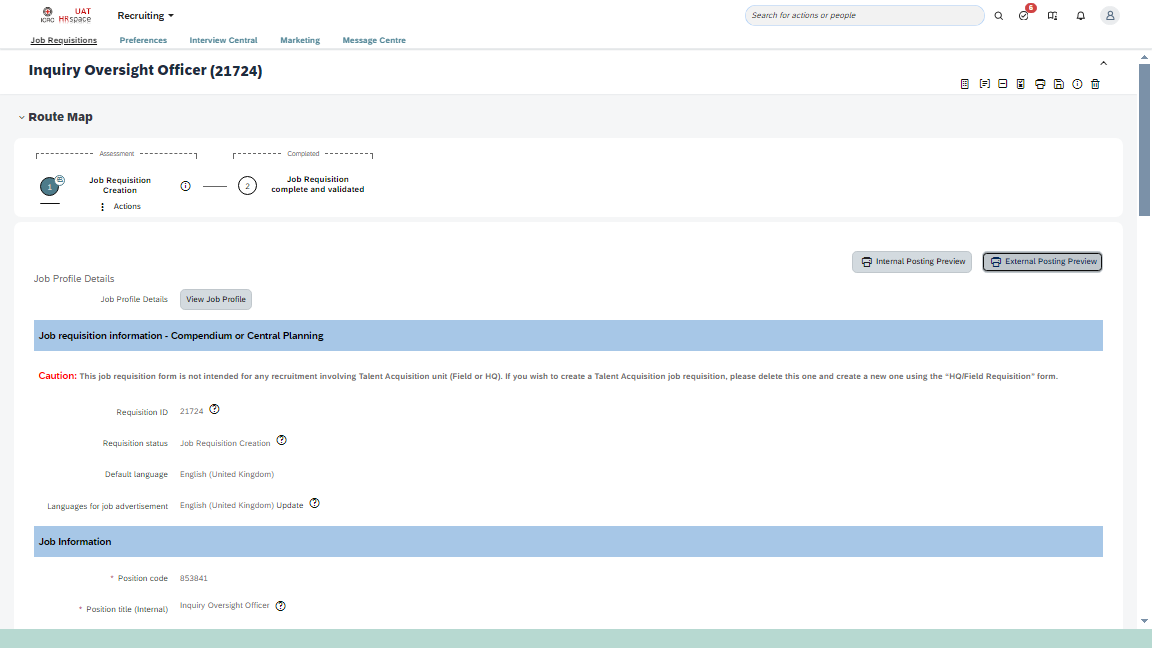 ICRC
UAT
HRspace
Recruiting
Search for actions or people
6
Job Requisitions
Preferences
Interview Central
Marketing
Message Centre
Inquiry Oversight Officer (21724)
Route Map
Assessment
Completed
1
Job Requisition
Creation
2
Job Requisition
complete and validated
Actions
Internal Posting Preview
External Posting Preview
Job Profile Details
Job Profile Details
View Job Profile
Job requisition information - Compendium or Central Planning
Caution: This job requisition form is not intended for any recruitment involving Talent Acquisition unit (Field or HQ). If you wish to create a Talent Acquisition job requisition, please delete this one and create a new one using the “HQ/Field Requisition” form.
Requisition ID 21724
Requisition status Job Requisition Creation
Default language English (United Kingdom)
Languages for job advertisement English (United Kingdom) Update
Job Information
* Position code 853841
* Position title (Internal) Inquiry Oversight Officer